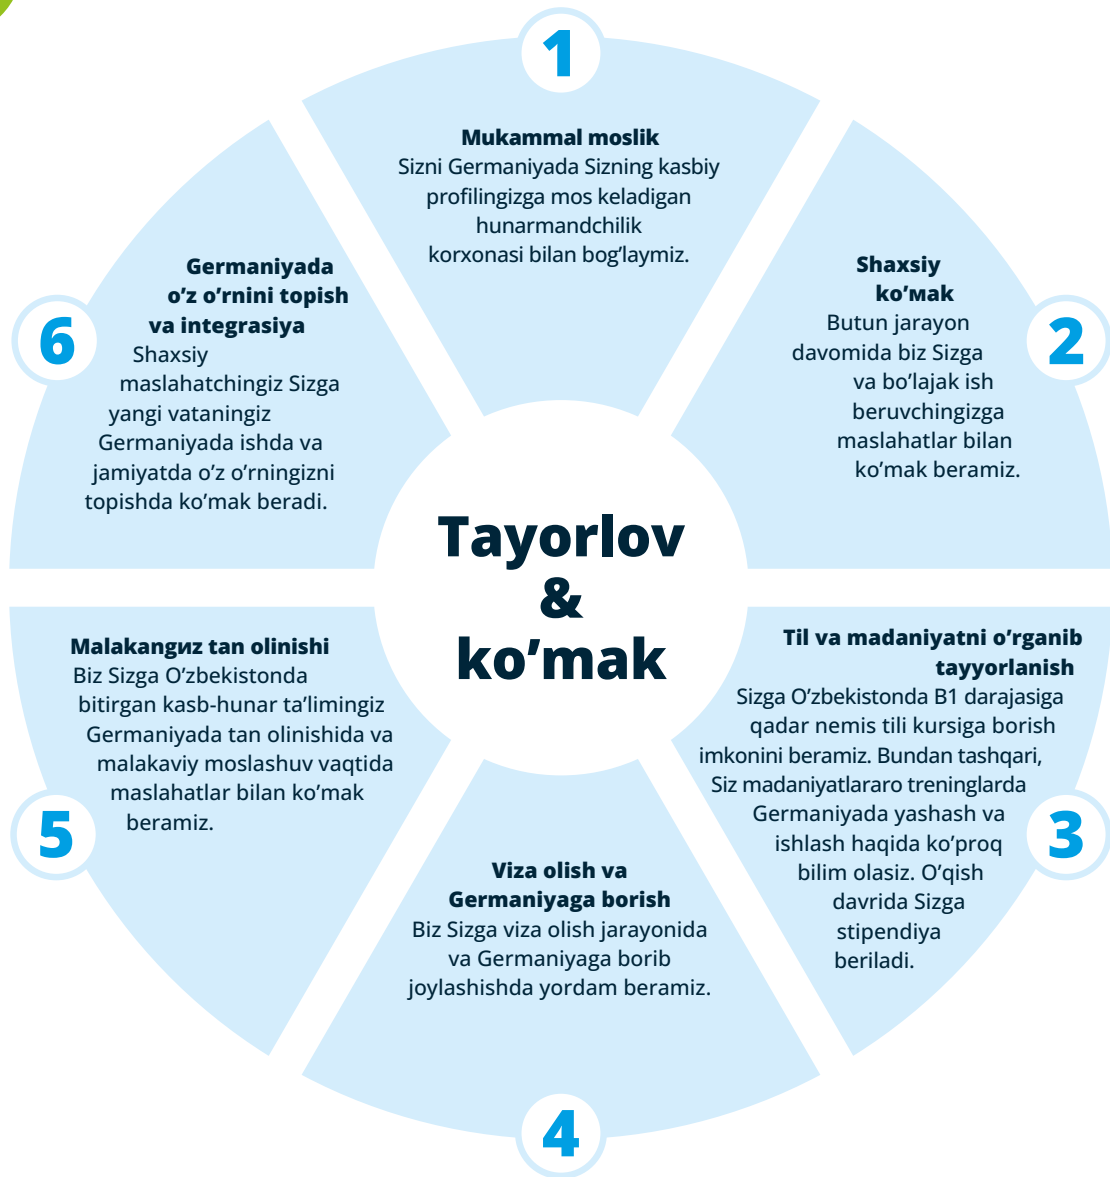 1
Mukammal moslik
Sizni Germaniyada Sizning kasbiy
profilingizga mos keladigan
hunarmandchilik
korxonasi bilan bog’laymiz.
2
Shaxsiy
ko’мak
Butun jarayon
davomida biz Sizga
va bo’lajak ish
beruvchingizga
maslahatlar bilan
ko’mak beramiz.
3
Til va madaniyatni o’rganib
tayyorlanish
Sizga O’zbekistonda B1 darajasiga
qadar nemis tili kursiga borish
imkonini beramiz. Bundan tashqari,
Siz madaniyatlararo treninglarda
Germaniyada yashash va
ishlash haqida ko’proq
bilim olasiz. O’qish
davrida Sizga
stipendiya
beriladi.
4
Viza olish va
Germaniyaga borish
Biz Sizga viza olish jarayonida
va Germaniyaga borib
joylashishda yordam beramiz.
5
Malakangиz tan olinishi
Biz Sizga O’zbekistonda
bitirgan kasb-hunar ta’limingiz
Germaniyada tan olinishida va
malakaviy moslashuv vaqtida
maslahatlar bilan ko’mak
beramiz.
6
Germaniyada
o’z o’rnini topish
va integrasiya
Shaxsiy
maslahatchingiz Sizga
yangi vataningiz
Germaniyada ishda va
jamiyatda o’z o’rningizni
topishda ko’mak beradi.
Tayorlov
&
ko’mak